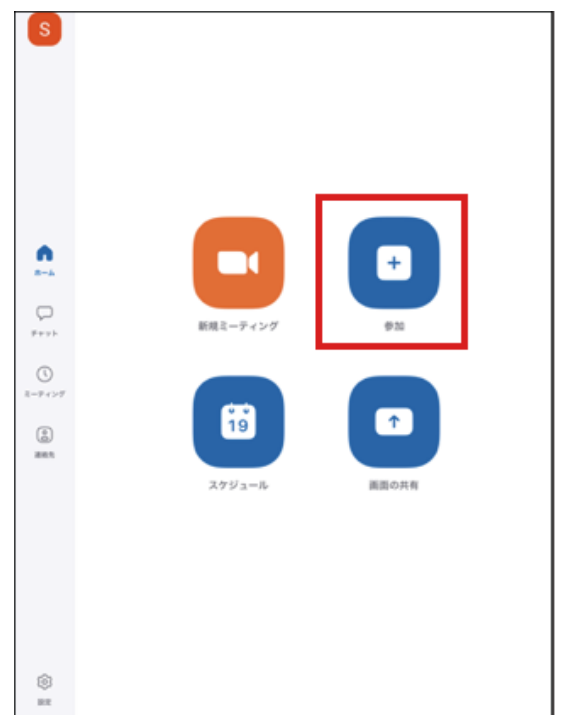 S
ホーム
チャット
ミーティング
連絡先
設定
新規ミーティング
参加
19
スケジュール
画面の共有